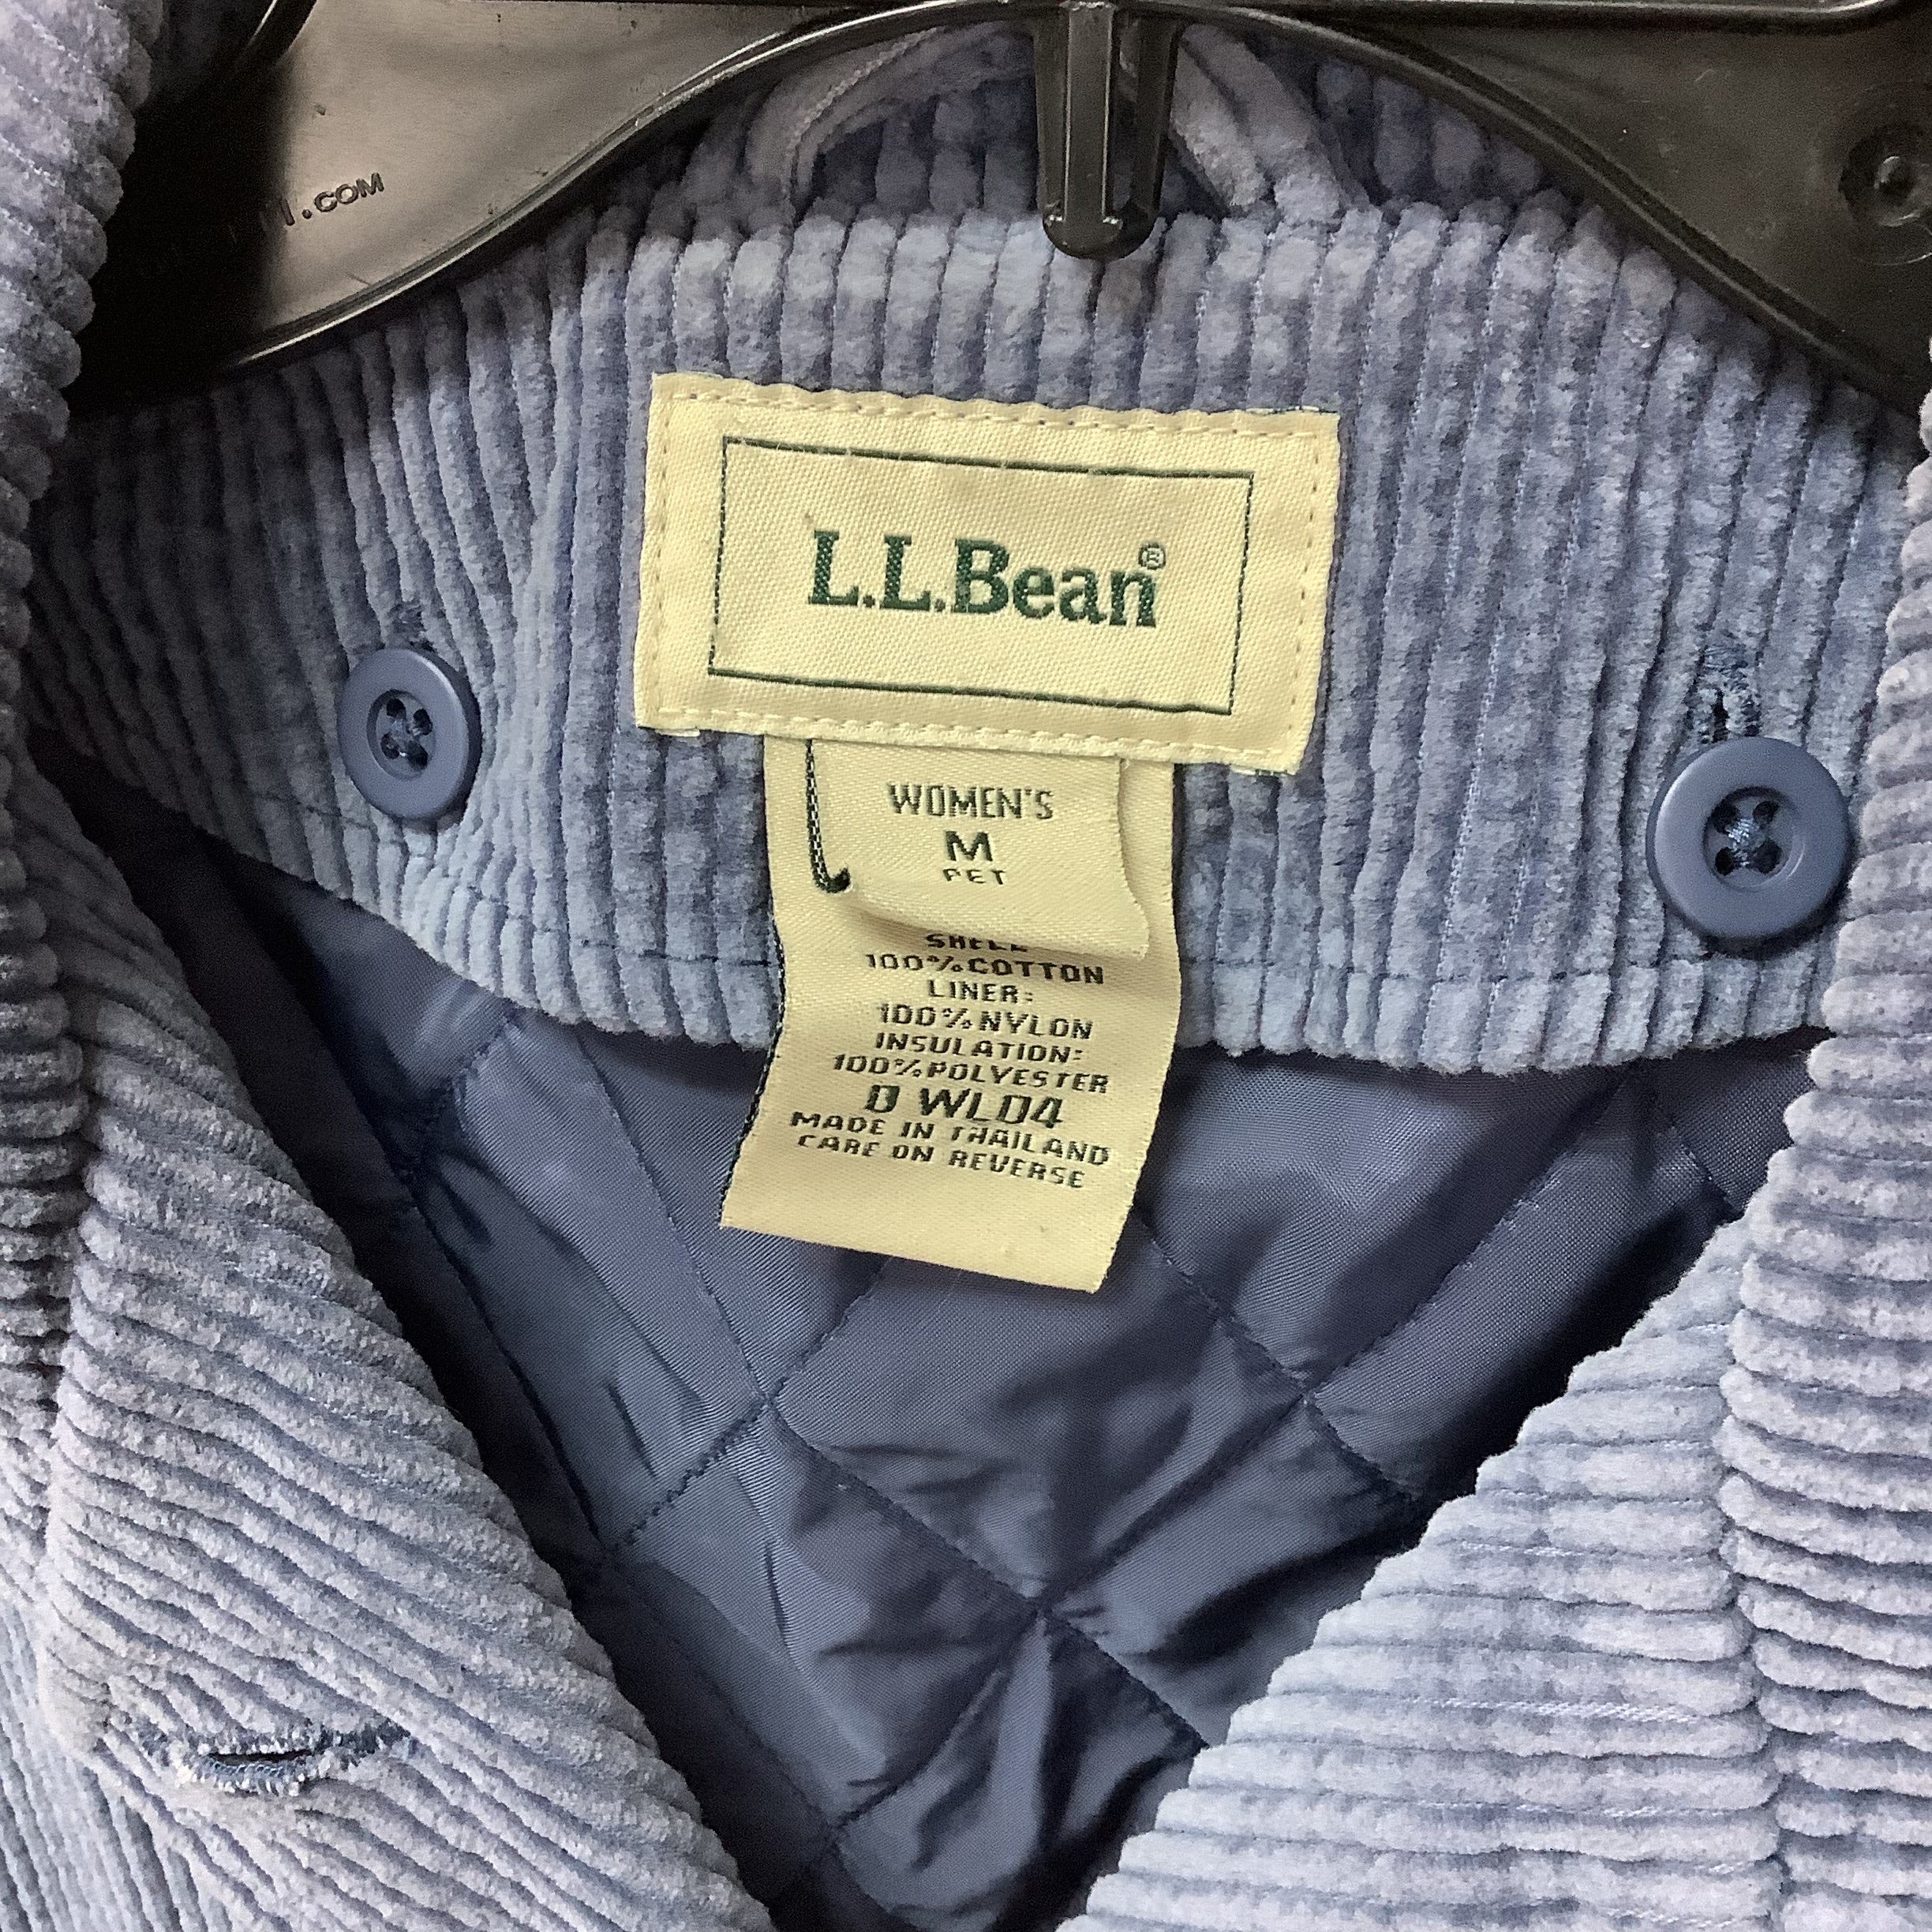 .COM
L.L.Bean®
WOMEN'S
M
PET
SHELL
100%COTTON
LINER:
100%NYLON
INSULATION:
100%POLYESTER
0 WL04
MADE IN THAILAND
CARE ON REVERSE